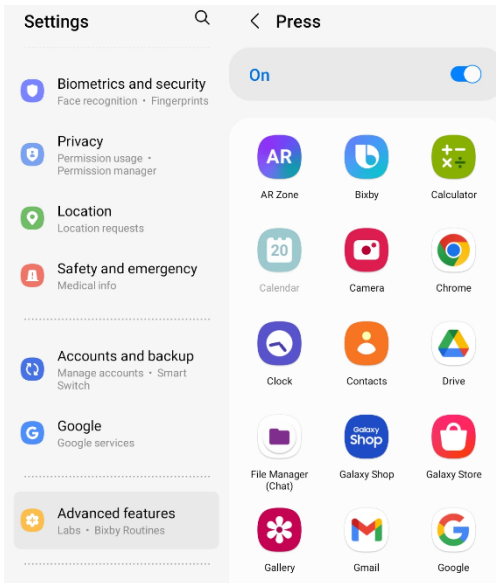 Settings
Biometrics and security
Face recognition • Fingerprints
Privacy
Permission usage •
Permission manager
Location
Location requests
Safety and emergency
Medical info
Accounts and backup
Manage accounts • Smart
Switch
Google
Google services
Advanced features
Labs • Bixby Routines
Press
On
AR
AR Zone
Bixby
Calculator
20
Calendar
Camera
Chrome
Clock
Contacts
Drive
File Manager
(Chat)
Galaxy
Shop
Galaxy Shop
Galaxy Store
Gallery
Gmail
Google